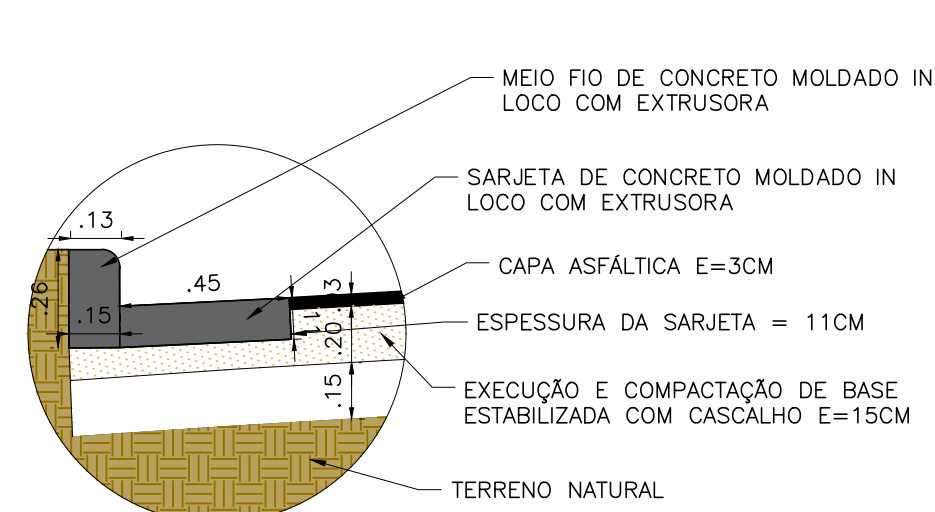 MEIO FIO DE CONCRETO MOLDADO IN
LOCO COM EXTRUSORA
SARJETA DE CONCRETO MOLDADO IN
LOCO COM EXTRUSORA
.13
CAPA ASFÁLTICA E=3CM
.45
.03
.26
.15
.11
ESPESSURA DA SARJETA = 11CM
.20
.15
EXECUÇÃO E COMPACTAÇÃO DE BASE
ESTABILIZADA COM CASCALHO E=15CM
TERRENO NATURAL